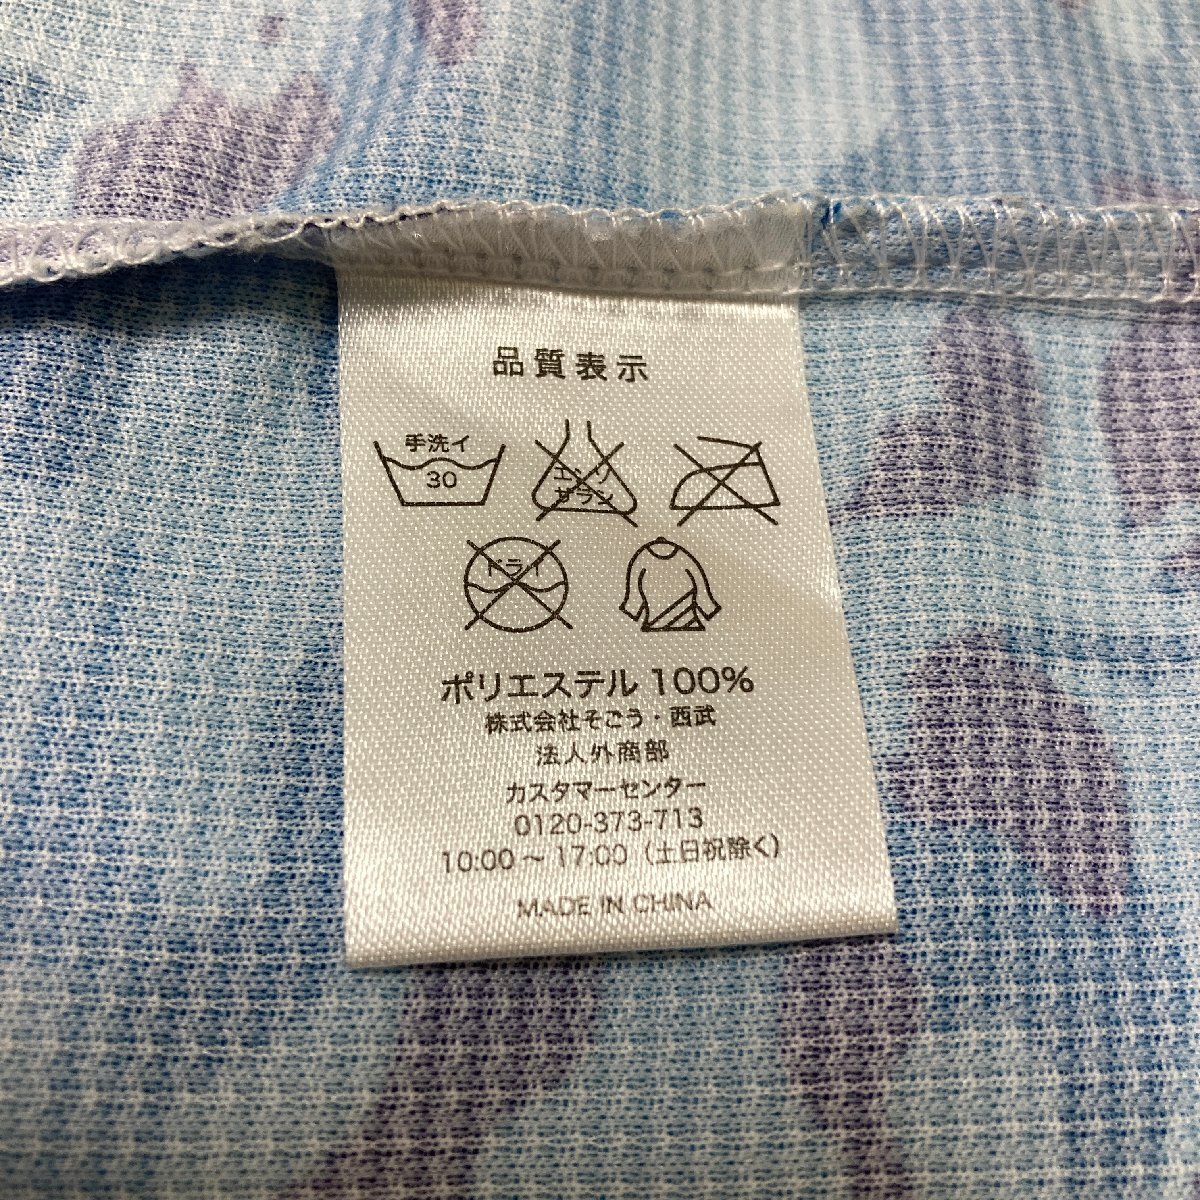 品質表示
手洗イ
30
エンソ
サラシ
ドライ
ポリエステル 100%
株式会社そごう・西武
法人外商部
カスタマーセンター
0120-373-713
10:00～17:00（土日祝除く）
MADE IN CHINA